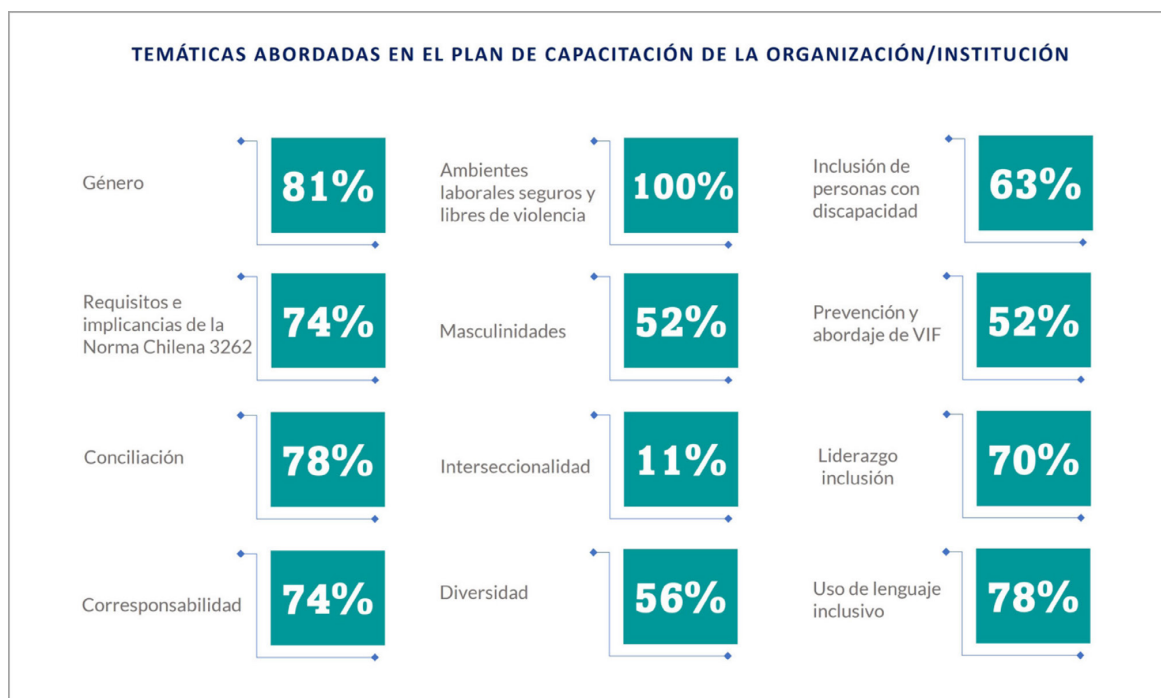 TEMÁTICAS ABORDADAS EN EL PLAN DE CAPACITACIÓN DE LA ORGANIZACIÓN/INSTITUCIÓN
Género
81%
Ambientes
laborales seguros y
libres de violencia
100%
Inclusión de
personas con
discapacidad
63%
Requisitos e
implicancias de la
Norma Chilena 3262
74%
Masculinidades
52%
Prevención y
abordaje de VIF
52%
Conciliación
78%
Interseccionalidad
11%
Liderazgo
inclusión
70%
Corresponsabilidad
74%
Diversidad
56%
Uso de lenguaje
inclusivo
78%